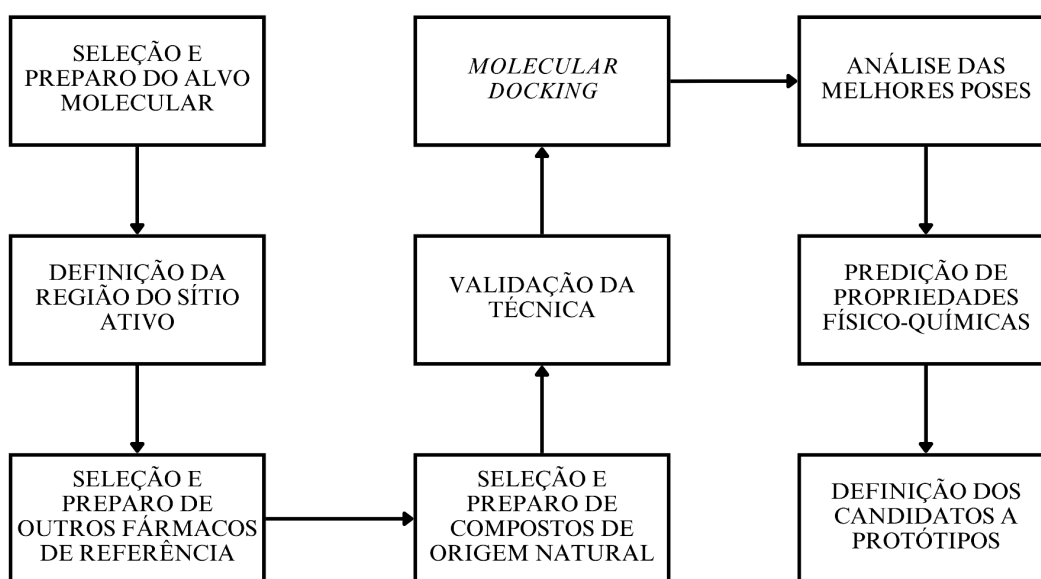 SELEÇÃO E
PREPARO DO ALVO
MOLECULAR
DEFINIÇÃO DA
REGIÃO DO SÍTIO
ATIVO
SELEÇÃO E
PREPARO DE
OUTROS FÁRMACOS
DE REFERÊNCIA
SELEÇÃO E
PREPARO DE
COMPOSTOS DE
ORIGEM NATURAL
VALIDAÇÃO DA
TÉCNICA
MOLECULAR
DOCKING
ANÁLISE DAS
MELHORES POSES
PREDIÇÃO DE
PROPRIEDADES
FÍSICO-QUÍMICAS
DEFINIÇÃO DOS
CANDIDATOS A
PROTÓTIPOS